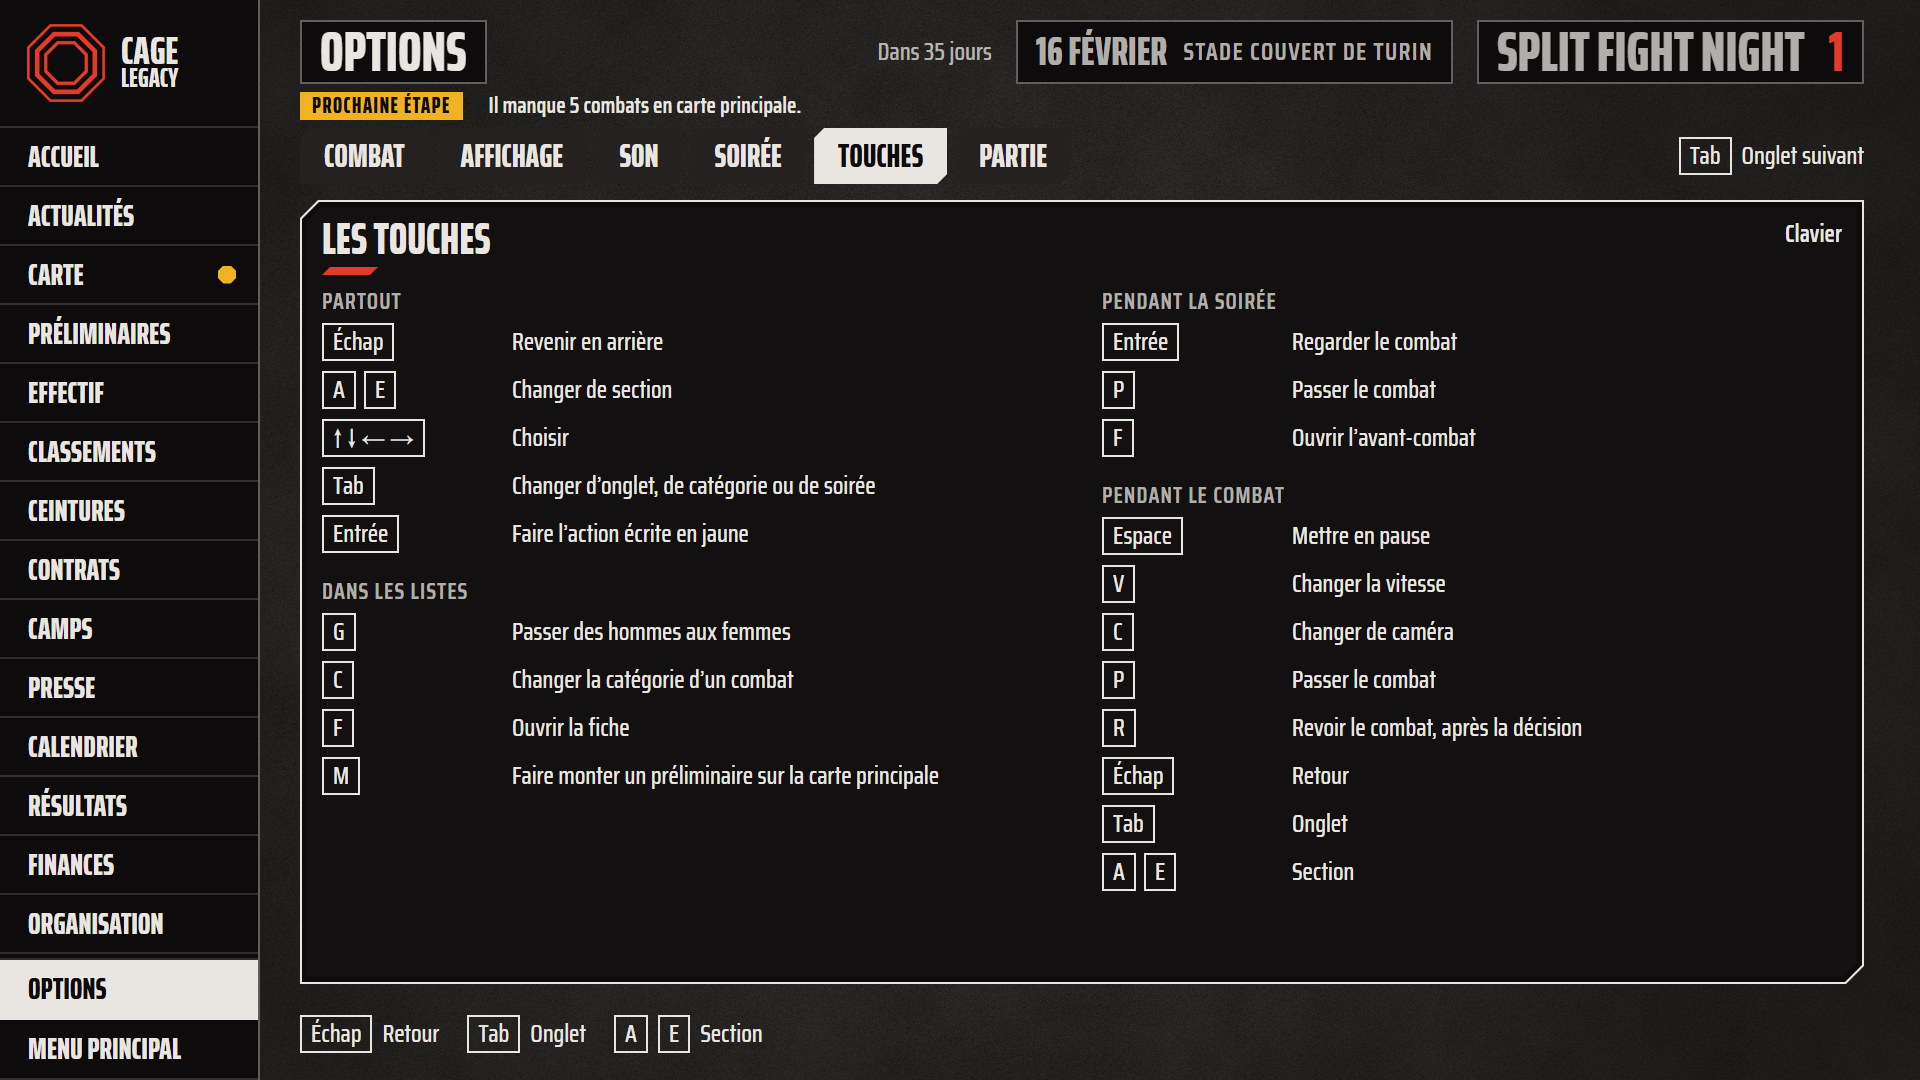 CAGE
LEGACY
ACCUEIL
ACTUALITÉS
CARTE
PRÉLIMINAIRES
EFFECTIF
CLASSEMENTS
CEINTURES
CONTRATS
CAMPS
PRESSE
CALENDRIER
RÉSULTATS
FINANCES
ORGANISATION
OPTIONS
MENU PRINCIPAL
OPTIONS
Dans 35 jours
16 FÉVRIER STADE COUVERT DE TURIN
SPLIT FIGHT NIGHT 1
PROCHAINE ÉTAPE Il manque 5 combats en carte principale.
COMBAT AFFICHAGE SON SOIRÉE TOUCHES PARTIE
Tab Onglet suivant
LES TOUCHES
Clavier
PARTOUT
Échap Revenir en arrière
A E Changer de section
↑↓←→ Choisir
Tab Changer d’onglet, de catégorie ou de soirée
Entrée Faire l’action écrite en jaune
DANS LES LISTES
G Passer des hommes aux femmes
C Changer la catégorie d’un combat
F Ouvrir la fiche
M Faire monter un préliminaire sur la carte principale
PENDANT LA SOIRÉE
Entrée Regarder le combat
P Passer le combat
F Ouvrir l’avant-combat
PENDANT LE COMBAT
Espace Mettre en pause
V Changer la vitesse
C Changer de caméra
P Passer le combat
R Revoir le combat, après la décision
Échap Retour
Tab Onglet
A E Section
Échap Retour Tab Onglet A E Section